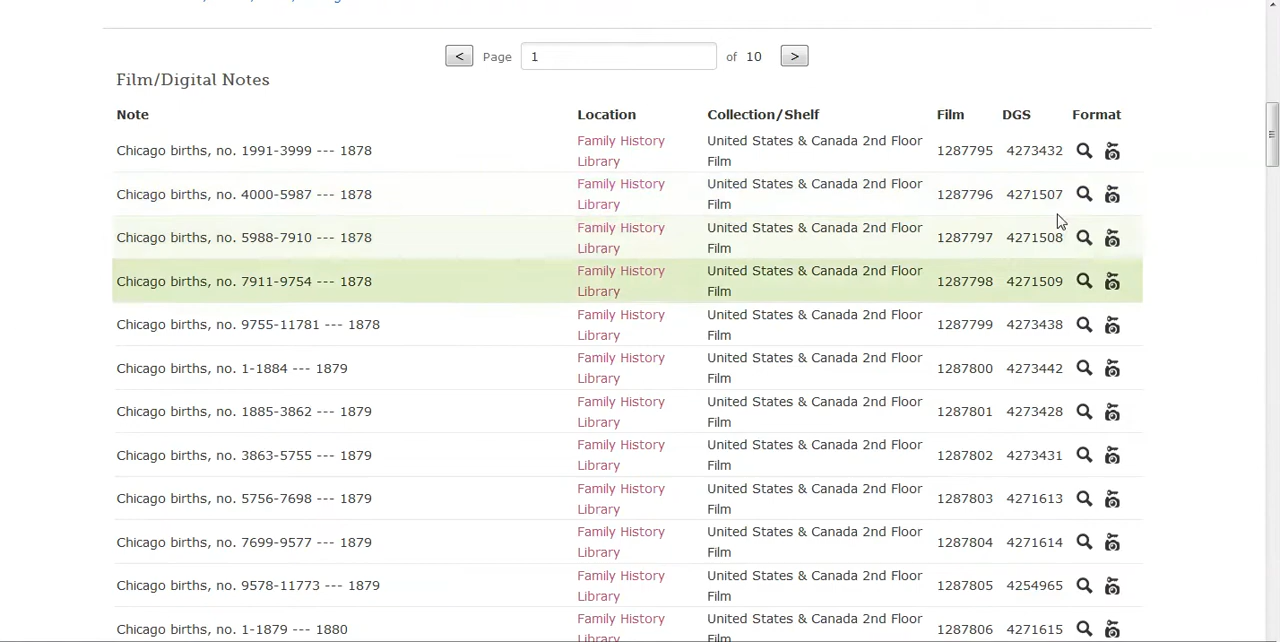 < Page 1 of 10 >
Film/Digital Notes
Note Location Collection/Shelf Film DGS Format
Chicago births, no. 1991-3999 --- 1878 Family History Library United States & Canada 2nd Floor Film 1287795 4273432
Chicago births, no. 4000-5987 --- 1878 Family History Library United States & Canada 2nd Floor Film 1287796 4271507
Chicago births, no. 5988-7910 --- 1878 Family History Library United States & Canada 2nd Floor Film 1287797 4271508
Chicago births, no. 7911-9754 --- 1878 Family History Library United States & Canada 2nd Floor Film 1287798 4271509
Chicago births, no. 9755-11781 --- 1878 Family History Library United States & Canada 2nd Floor Film 1287799 4273438
Chicago births, no. 1-1884 --- 1879 Family History Library United States & Canada 2nd Floor Film 1287800 4273442
Chicago births, no. 1885-3862 --- 1879 Family History Library United States & Canada 2nd Floor Film 1287801 4273428
Chicago births, no. 3863-5755 --- 1879 Family History Library United States & Canada 2nd Floor Film 1287802 4273431
Chicago births, no. 5756-7698 --- 1879 Family History Library United States & Canada 2nd Floor Film 1287803 4271613
Chicago births, no. 7699-9577 --- 1879 Family History Library United States & Canada 2nd Floor Film 1287804 4271614
Chicago births, no. 9578-11773 --- 1879 Family History Library United States & Canada 2nd Floor Film 1287805 4254965
Chicago births, no. 1-1879 --- 1880 Family History Library United States & Canada 2nd Floor Film 1287806 4271615